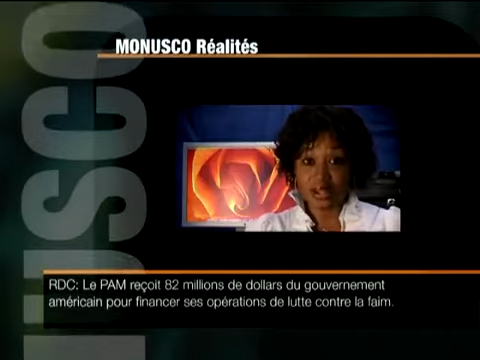 MONUSCO Réalités
USCO
RDC: Le PAM reçoit 82 millions de dollars du gouvernement
américain pour financer ses opérations de lutte contre la faim.